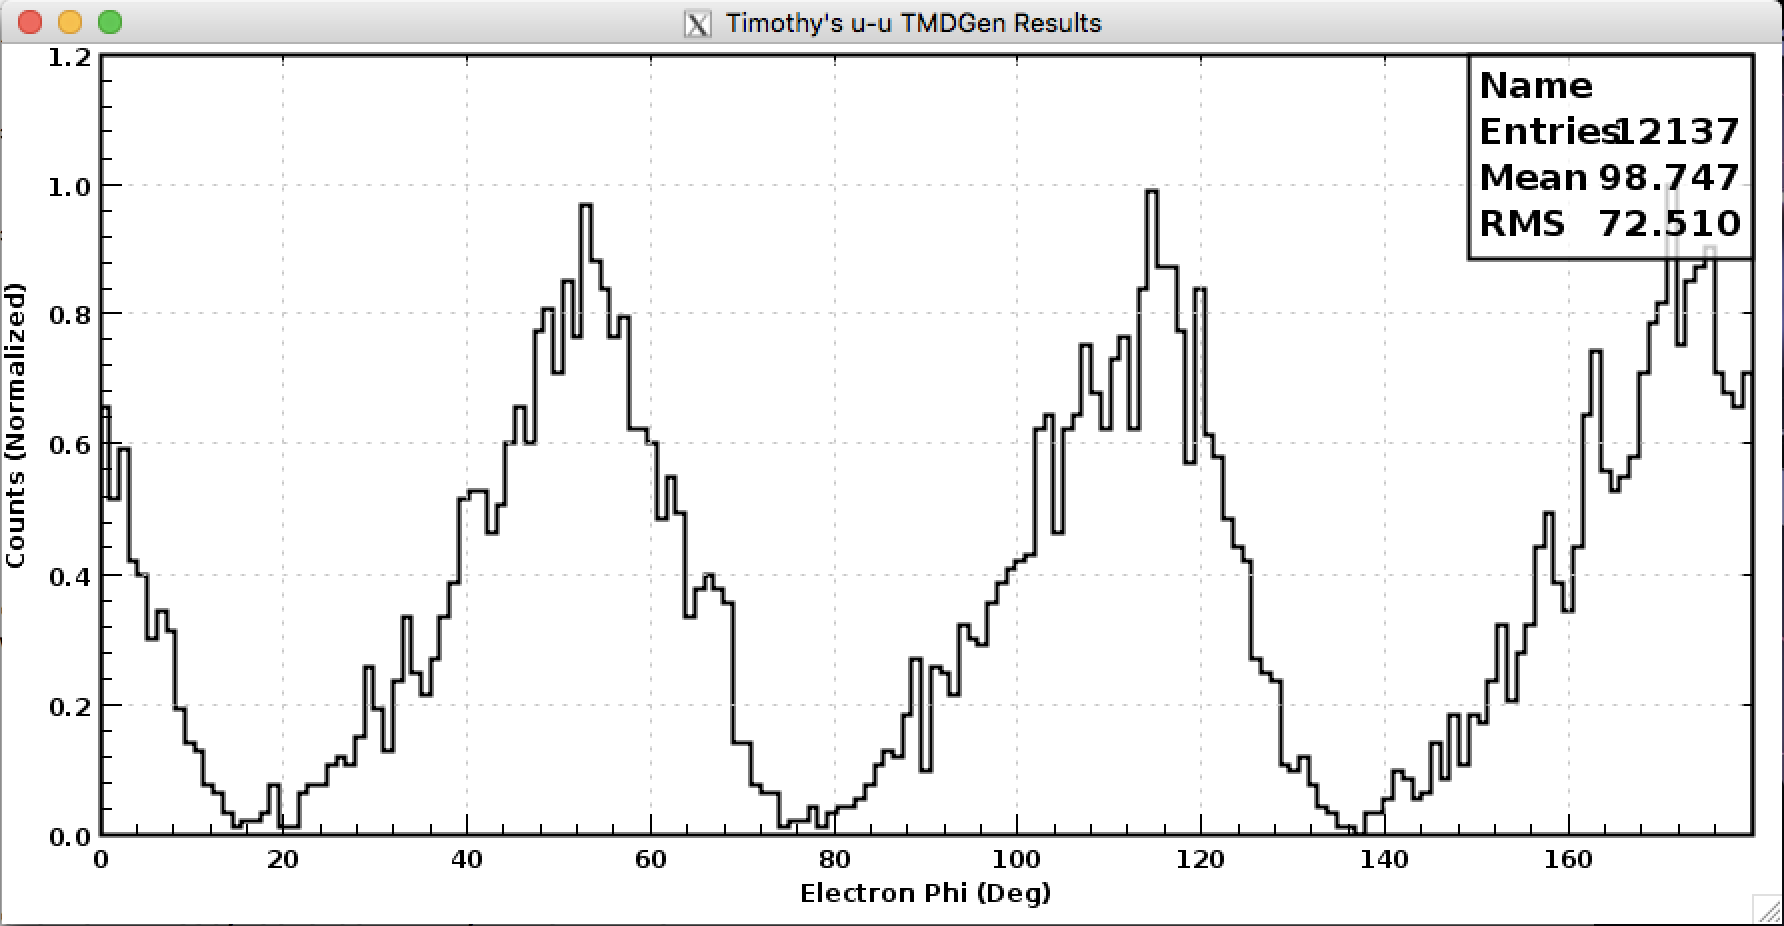 Timothy's u-u TMDGen Results
Name
Entries 12137
Mean 98.747
RMS 72.510
1.2
1.0
0.8
0.6
0.4
0.2
0.0
Counts (Normalized)
0 20 40 60 80 100 120 140 160
Electron Phi (Deg)